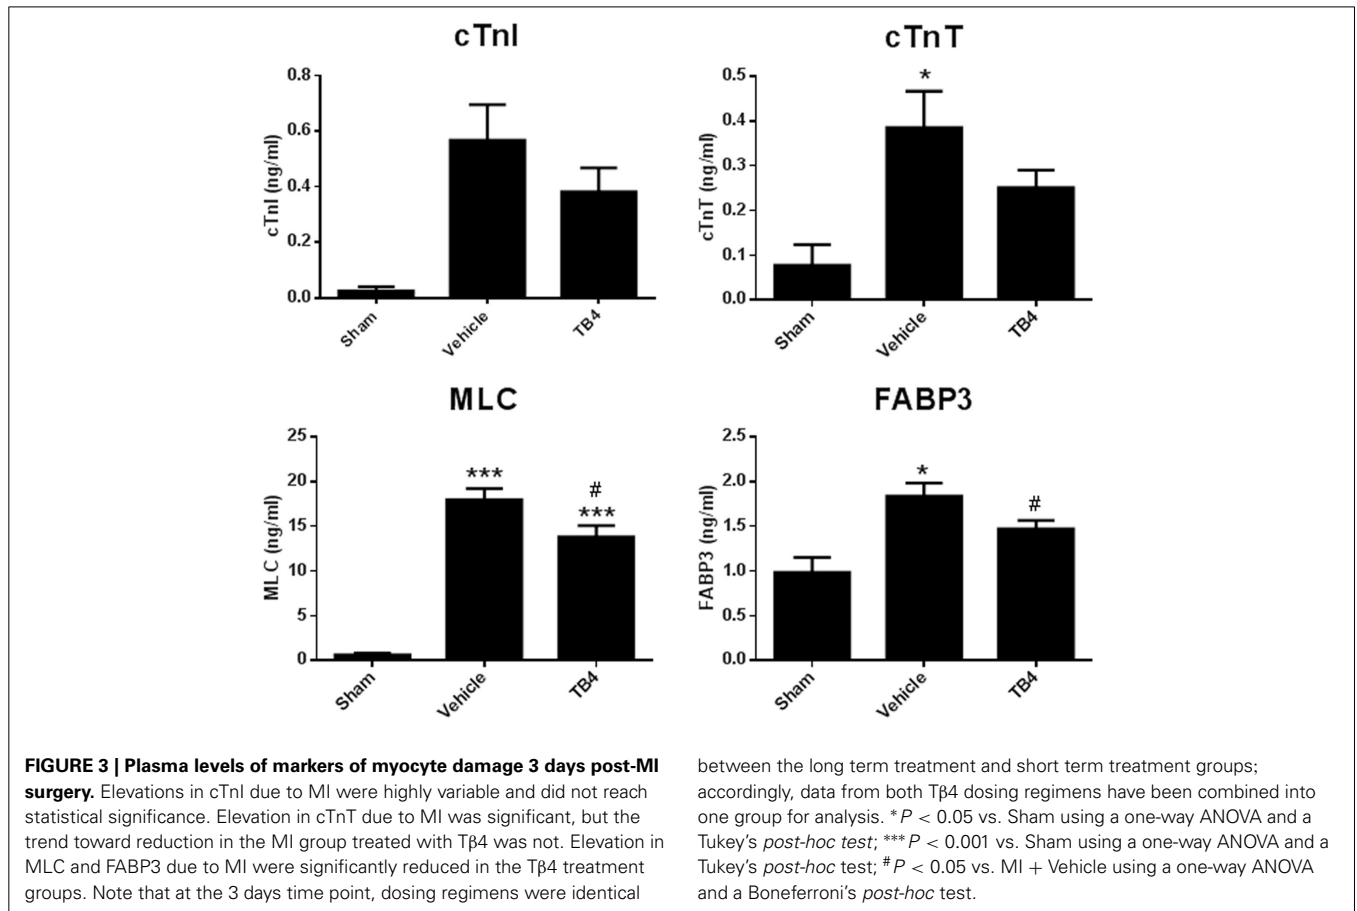 cTnI
0.8
0.6
0.4
0.2
0.0
cTnI (ng/ml)
Sham
Vehicle
TB4
cTnT
0.5
0.4
*
0.3
0.2
0.1
0.0
cTnT (ng/ml)
Sham
Vehicle
TB4
MLC
25
20
15
10
5
0
MLC (ng/ml)
***
#
***
Sham
Vehicle
TB4
FABP3
2.5
2.0
1.5
1.0
0.5
0.0
FABP3 (ng/ml)
*
#
Sham
Vehicle
TB4
FIGURE 3 | Plasma levels of markers of myocyte damage 3 days post-MI
surgery. Elevations in cTnI due to MI were highly variable and did not reach
statistical significance. Elevation in cTnT due to MI was significant, but the
trend toward reduction in the MI group treated with Tβ4 was not. Elevation in
MLC and FABP3 due to MI were significantly reduced in the Tβ4 treatment
groups. Note that at the 3 days time point, dosing regimens were identical
between the long term treatment and short term treatment groups;
accordingly, data from both Tβ4 dosing regimens have been combined into
one group for analysis. *P < 0.05 vs. Sham using a one-way ANOVA and a
Tukey's post-hoc test; ***P < 0.001 vs. Sham using a one-way ANOVA and a
Tukey's post-hoc test; #P < 0.05 vs. MI + Vehicle using a one-way ANOVA
and a Boneferroni's post-hoc test.